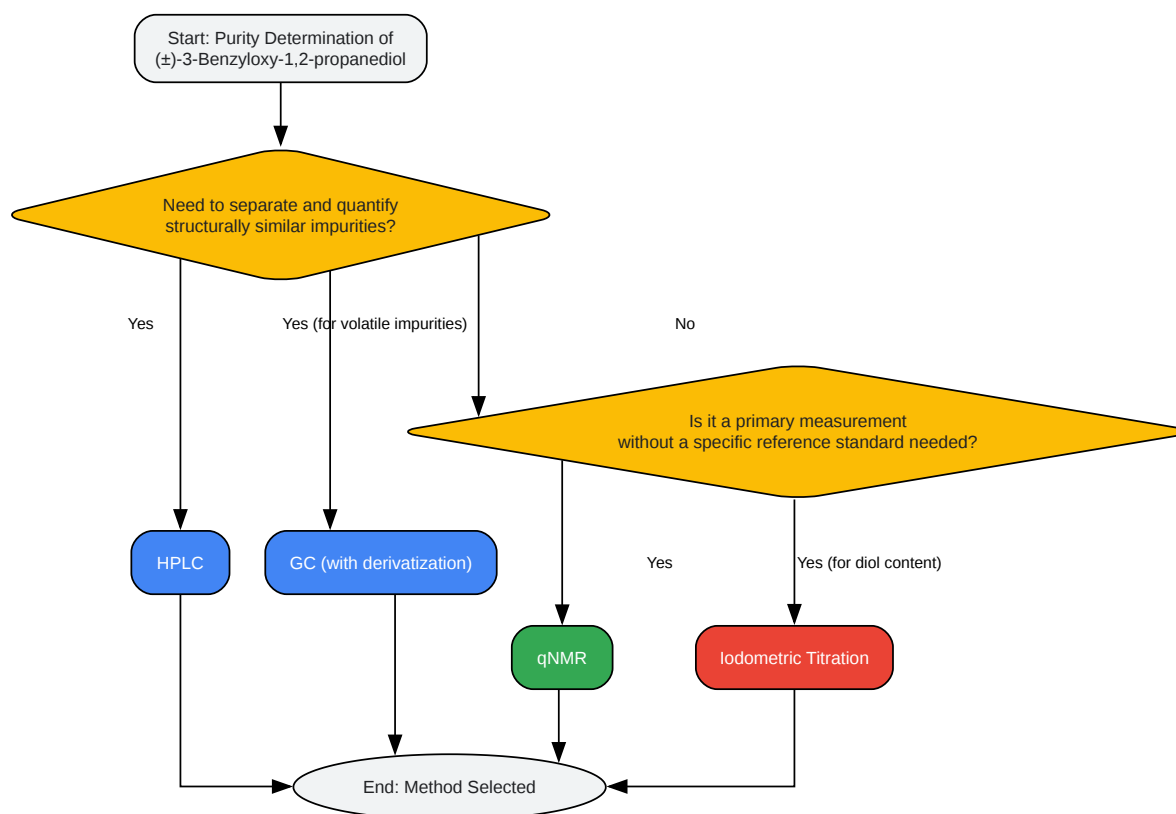 Start: Purity Determination of
(±)-3-Benzyloxy-1,2-propanediol
Need to separate and quantify
structurally similar impurities?
Yes
Yes (for volatile impurities)
No
Is it a primary measurement
without a specific reference standard needed?
HPLC
GC (with derivatization)
Yes
Yes (for diol content)
qNMR
Iodometric Titration
End: Method Selected